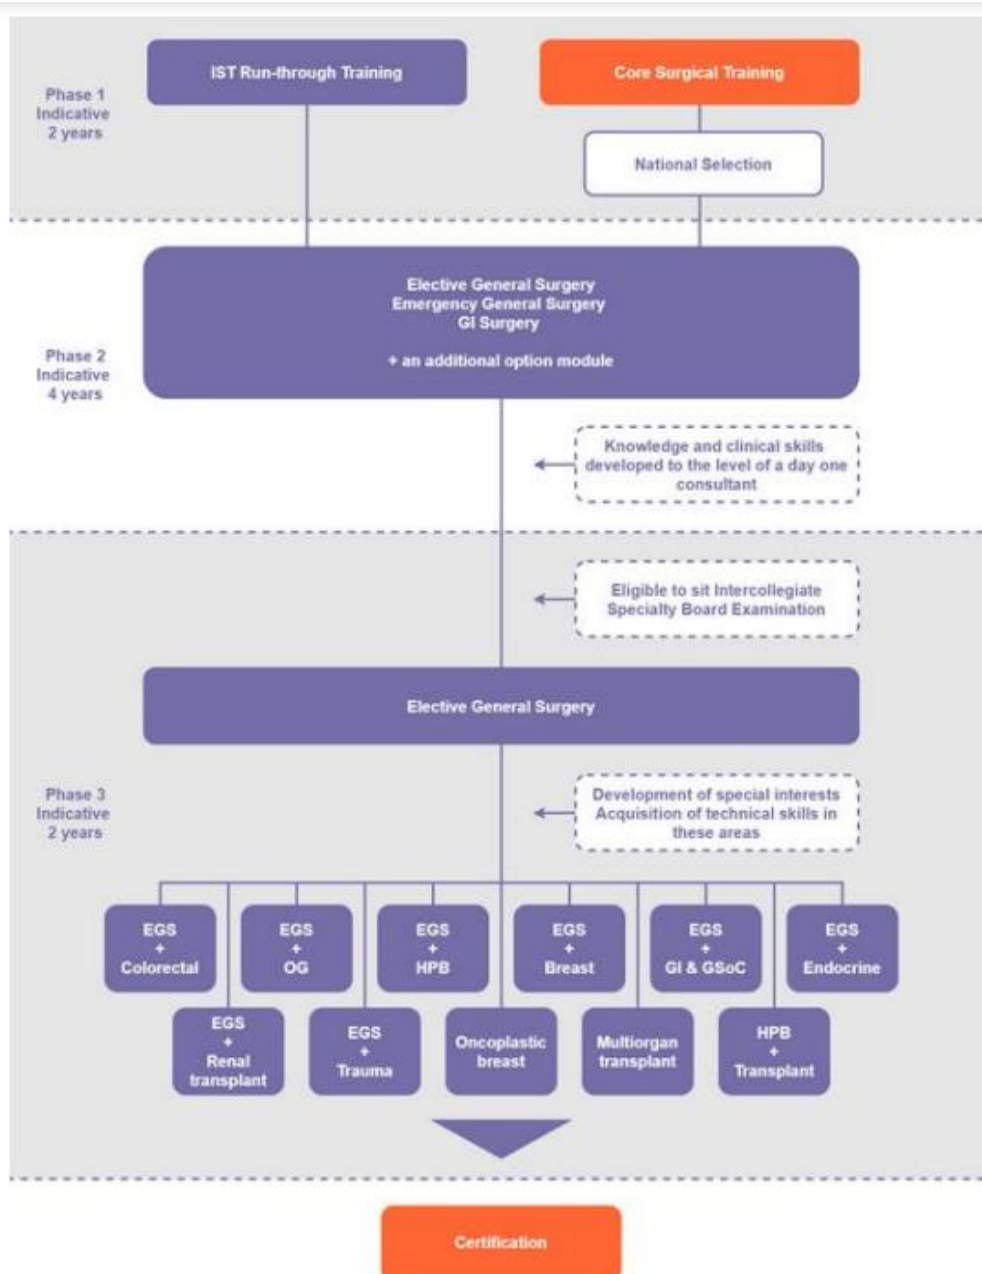 IST Run-through Training
Core Surgical Training
Phase 1
Indicative
2 years
National Selection
Elective General Surgery
Emergency General Surgery
GI Surgery
+ an additional option module
Phase 2
Indicative
4 years
Knowledge and clinical skills
developed to the level of a day one
consultant
Eligible to sit Intercollegiate
Specialty Board Examination
Elective General Surgery
Phase 3
Indicative
2 years
Development of special interests
Acquisition of technical skills in
these areas
EGS
+
Colorectal
EGS
+
OG
EGS
+
HPB
EGS
+
Breast
EGS
+
GI & GSoC
EGS
+
Endocrine
EGS
+
Renal
transplant
EGS
+
Trauma
Oncoplastic
breast
Multiorgan
transplant
HPB
+
Transplant
Certification